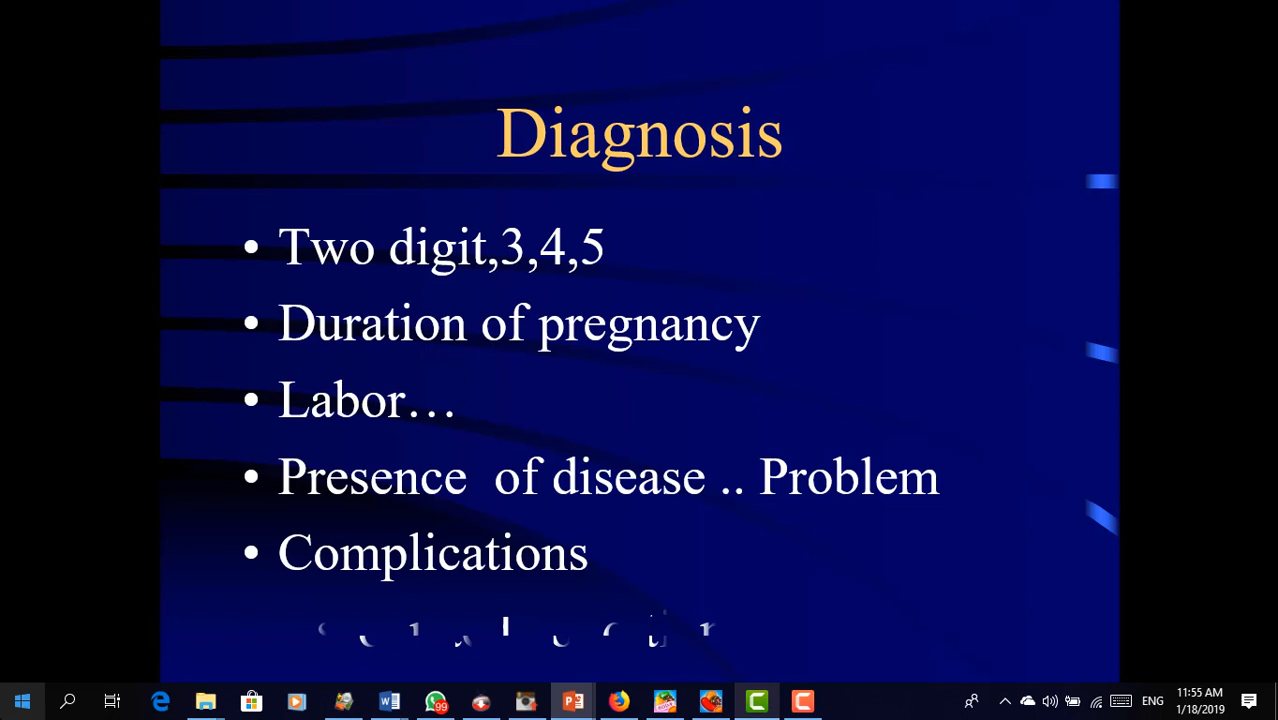 Diagnosis
• Two digit,3,4,5
• Duration of pregnancy
• Labor…
• Presence of disease .. Problem
• Complications
99
ENG
11:55 AM
1/18/2019